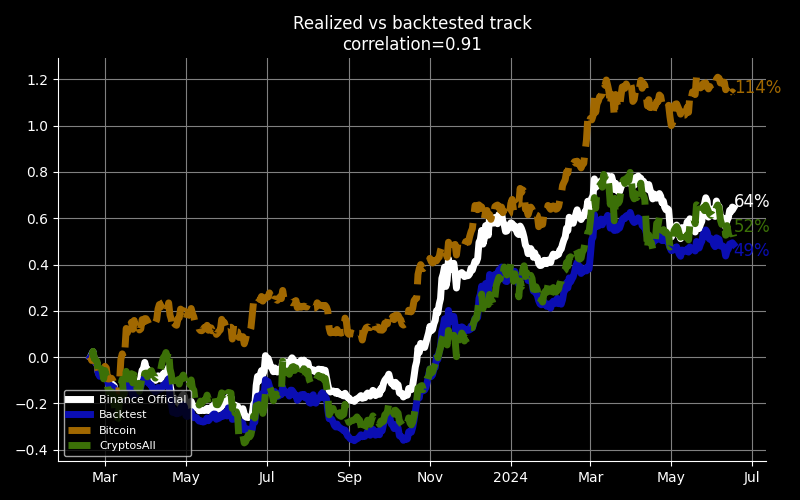 Realized vs backtested track
correlation=0.91
1.2
1.0
0.8
0.6
0.4
0.2
0.0
−0.2
−0.4
114%
64%
52%
49%
Binance Official
Backtest
Bitcoin
CryptosAll
Mar May Jul Sep Nov 2024 Mar May Jul